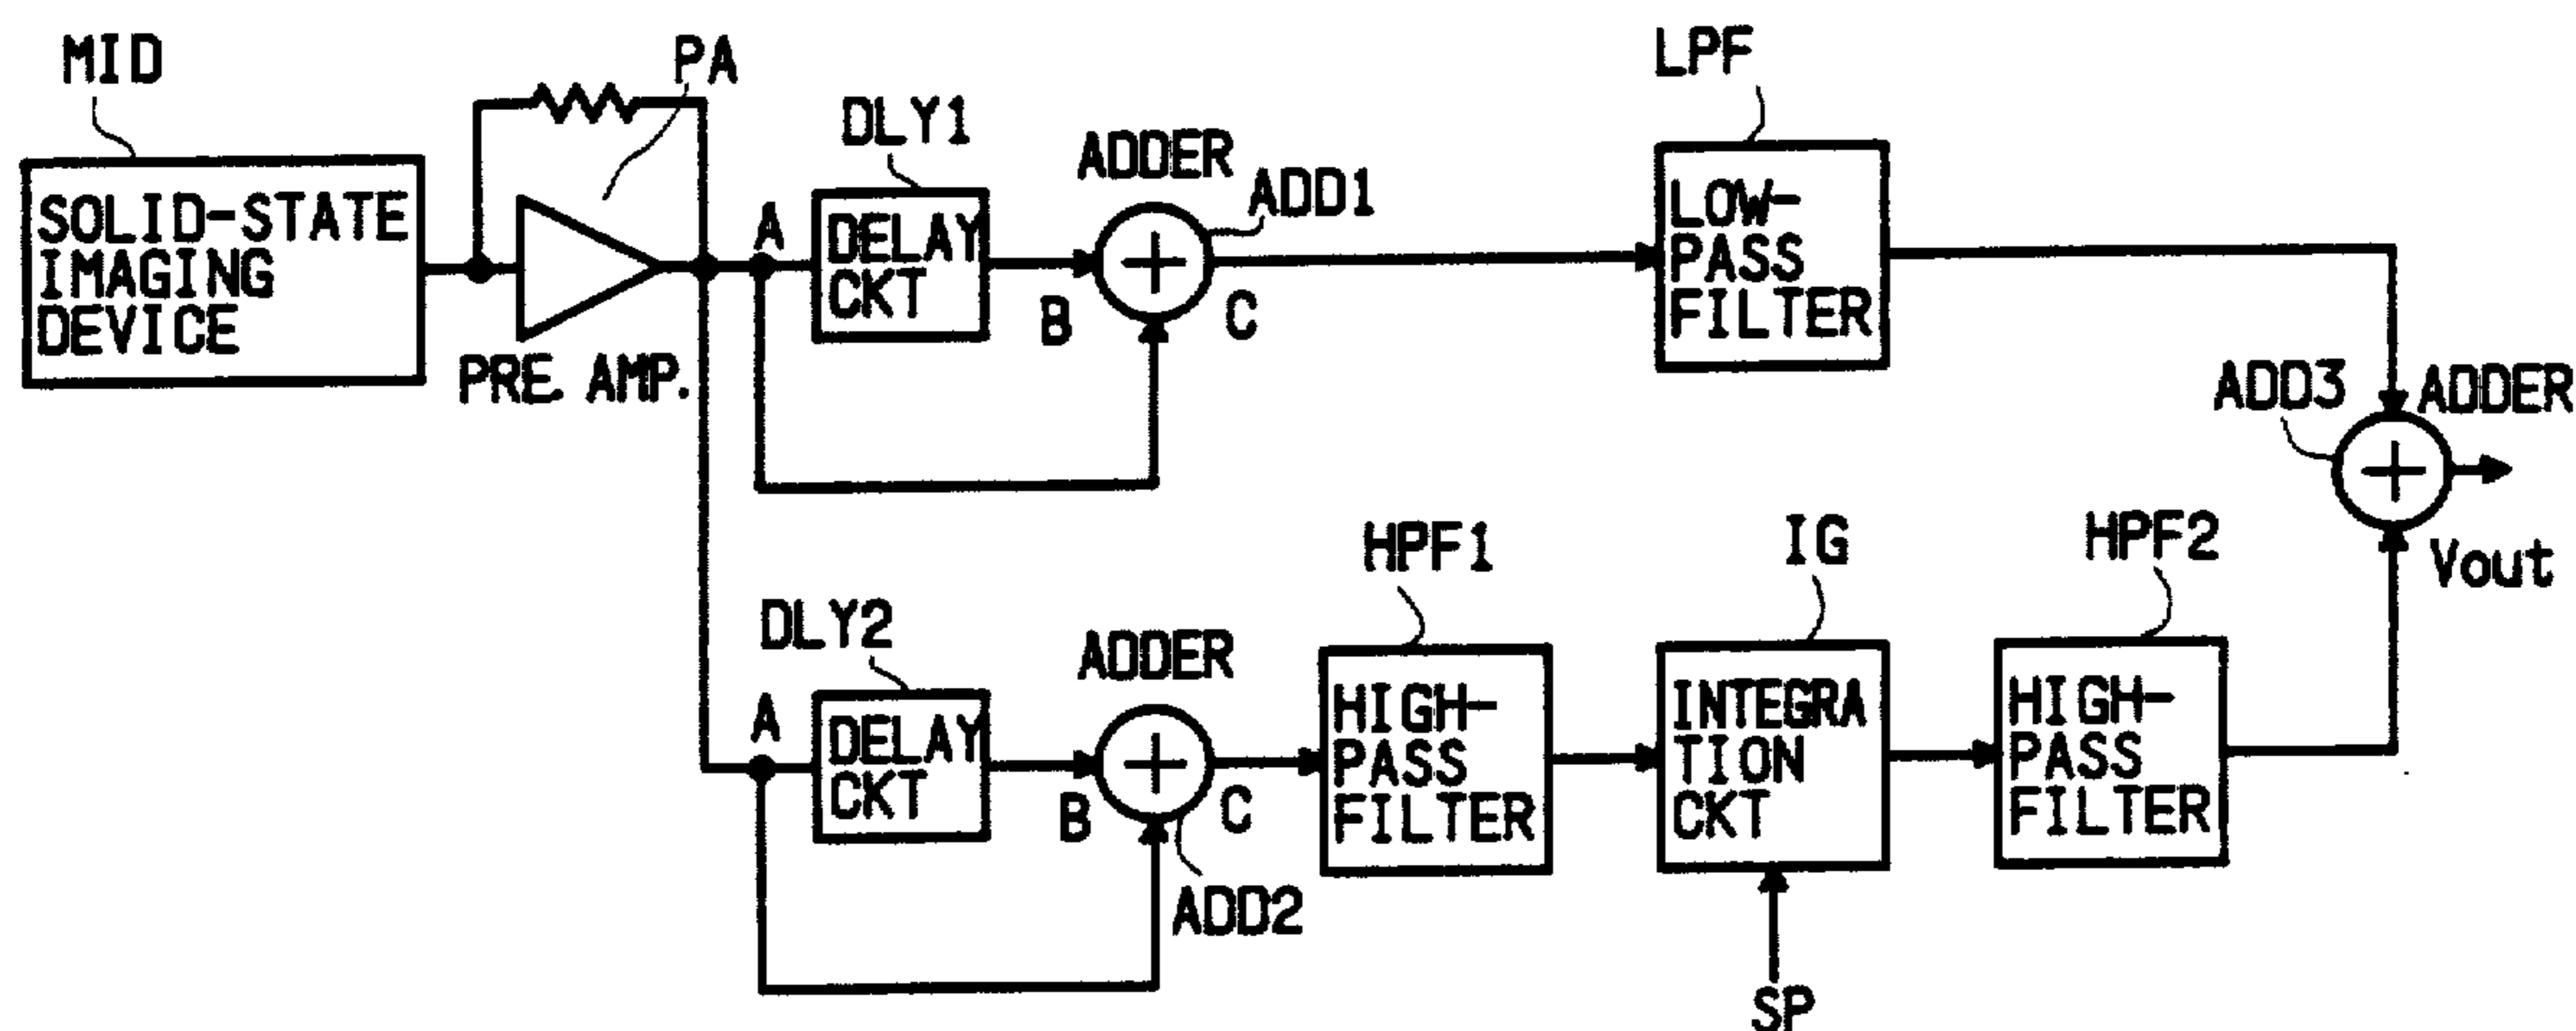 MID
PA
LPF
DLY1
ADDER
ADD1
SOLID-STATE
IMAGING
DEVICE
A
DELAY
CKT
B
C
LOW-
PASS
FILTER
PRE. AMP.
ADD3
ADDER
Vout
HPF1
IG
HPF2
DLY2
ADDER
A
DELAY
CKT
B
C
ADD2
HIGH-
PASS
FILTER
INTEGRA
TION
CKT
HIGH-
PASS
FILTER
SP